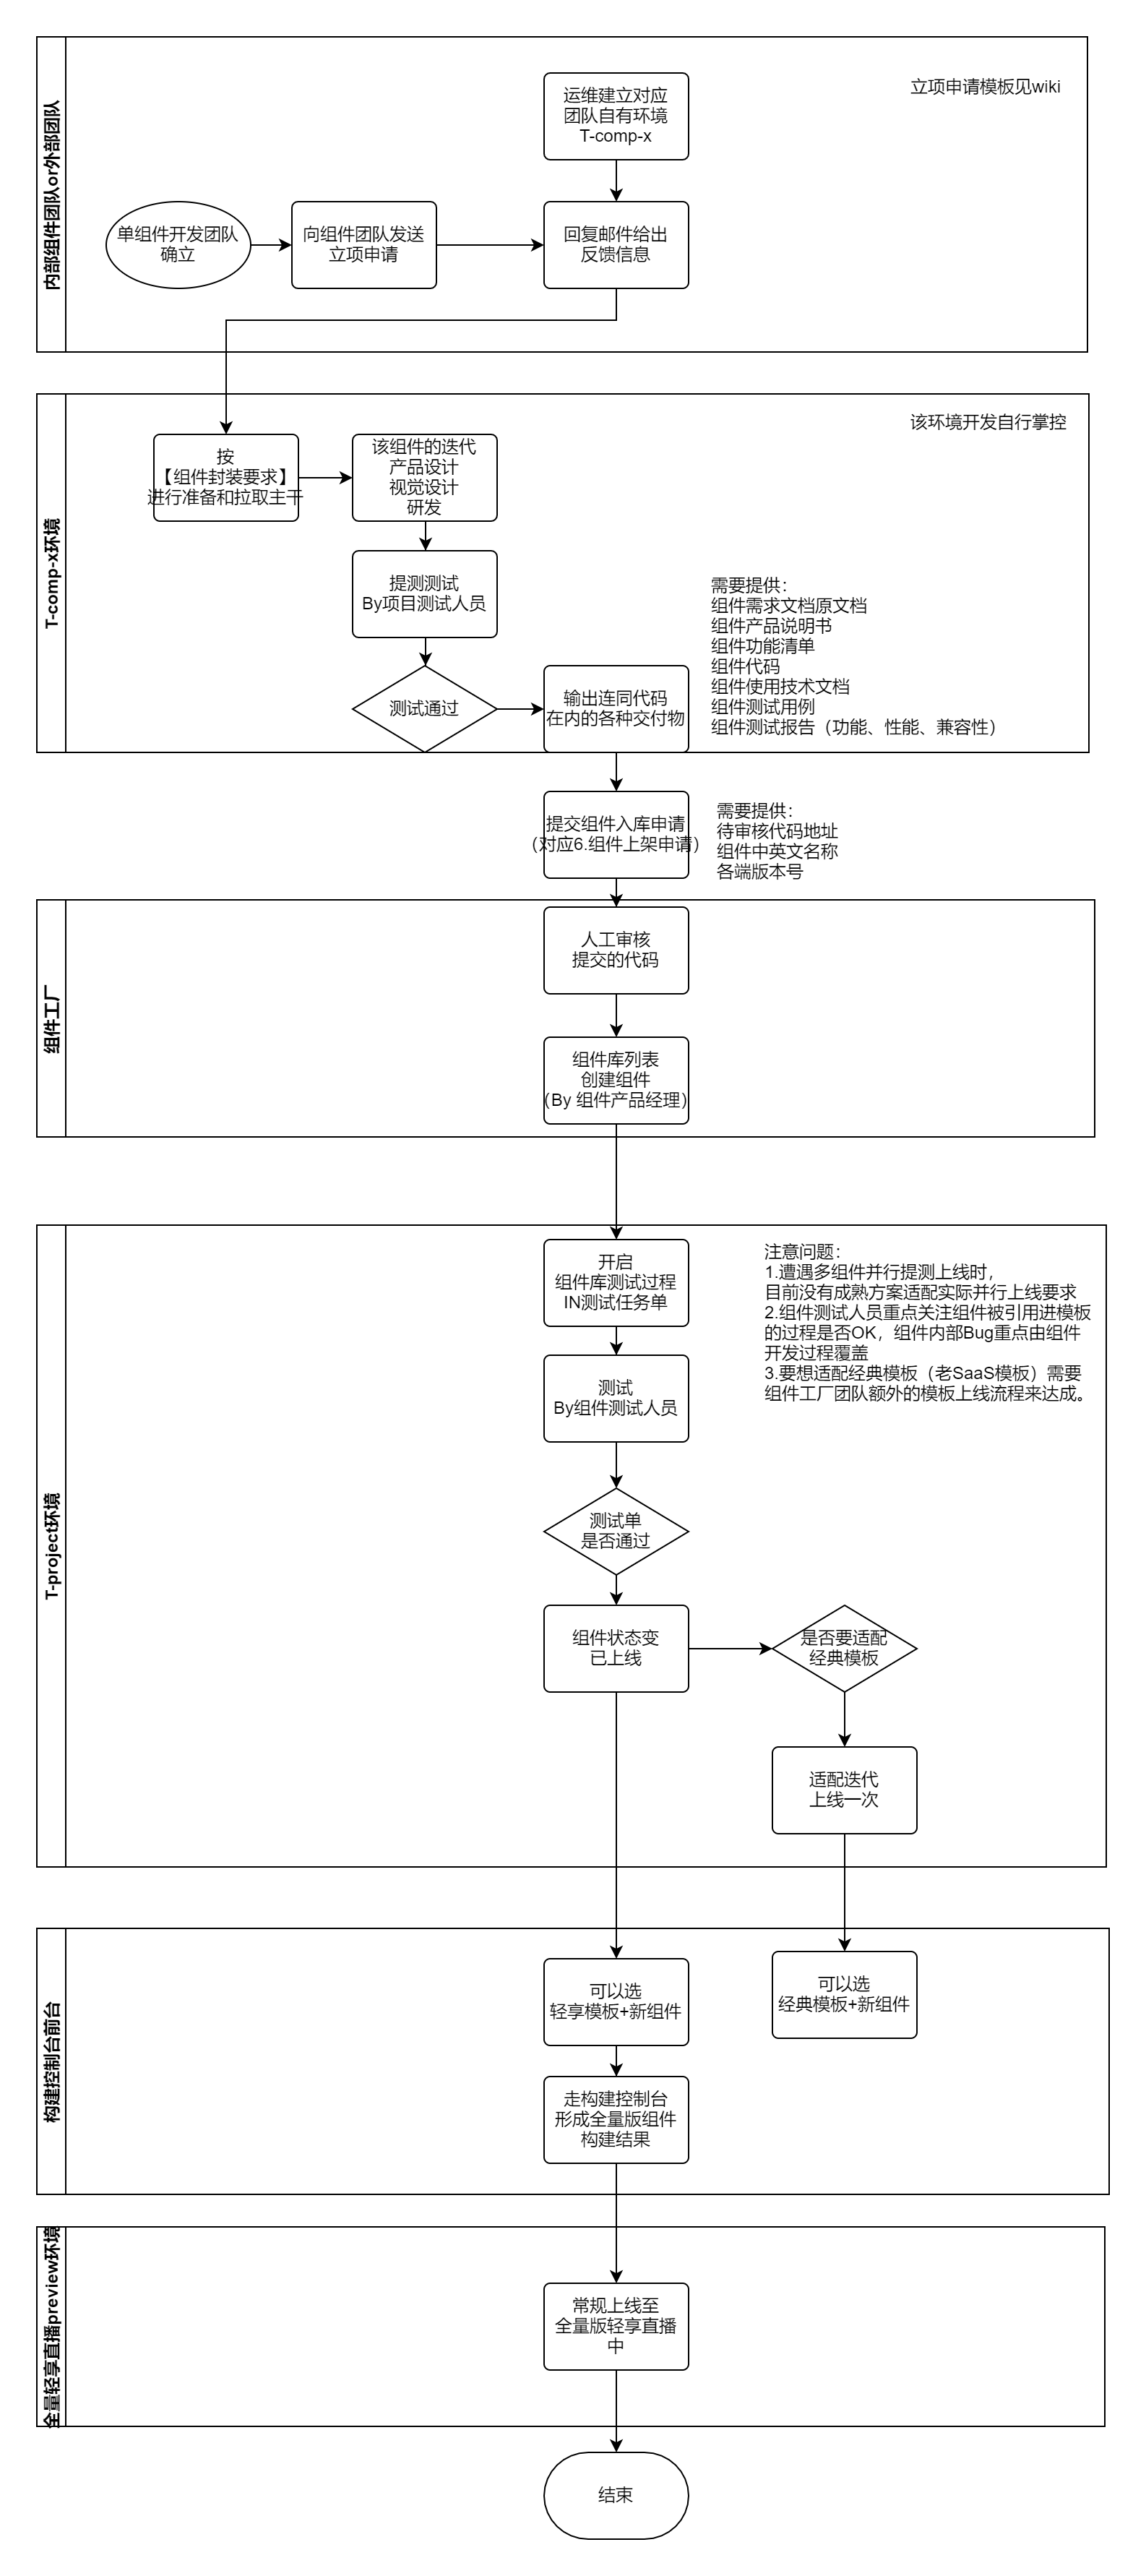 内部组件团队or外部团队
运维建立对应
团队自有环境
T-comp-x
立项申请模板见wiki
单组件开发团队
确立
向组件团队发送
立项申请
回复邮件给出
反馈信息
T-comp-x环境
该环境开发自行掌控
按
【组件封装要求】
进行准备和拉取主干
该组件的迭代
产品设计
视觉设计
研发
提测测试
By项目测试人员
测试通过
输出连同代码
在内的各种交付物
需要提供：
组件需求文档原文档
组件产品说明书
组件功能清单
组件代码
组件使用技术文档
组件测试用例
组件测试报告（功能、性能、兼容性）
提交组件入库申请
（对应6.组件上架申请）
需要提供：
待审核代码地址
组件中英文名称
各端版本号
组件工厂
人工审核
提交的代码
组件库列表
创建组件
（By 组件产品经理）
T-project环境
开启
组件库测试过程
IN测试任务单
注意问题：
1.遭遇多组件并行提测上线时，
目前没有成熟方案适配实际并行上线要求
2.组件测试人员重点关注组件被引用进模板
的过程是否OK，组件内部Bug重点由组件
开发过程覆盖
3.要想适配经典模板（老SaaS模板）需要
组件工厂团队额外的模板上线流程来达成。
测试
By组件测试人员
测试单
是否通过
组件状态变
已上线
是否要适配
经典模板
适配迭代
上线一次
构建控制台前台
可以选
轻享模板+新组件
可以选
经典模板+新组件
走构建控制台
形成全量版组件
构建结果
全量轻享直播preview环境
常规上线至
全量版轻享直播
中
结束